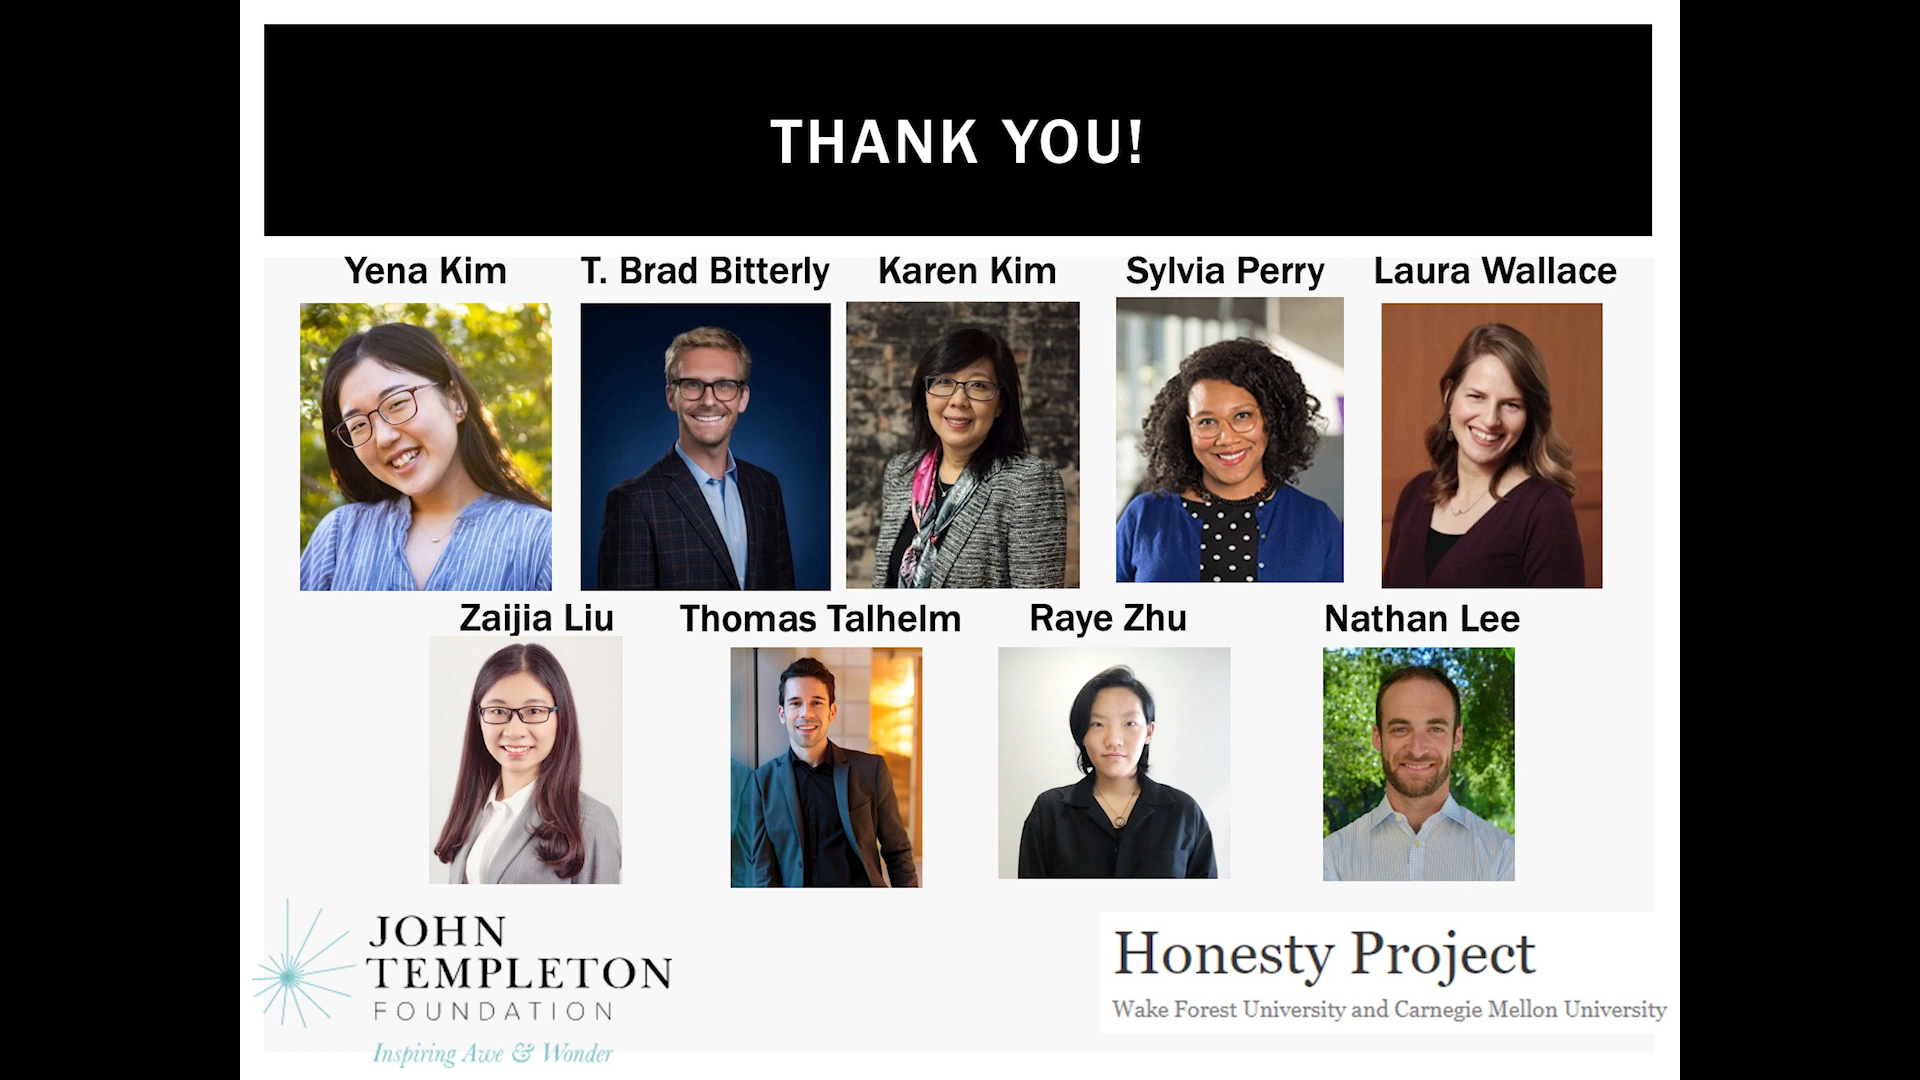 THANK YOU!
Yena Kim
T. Brad Bitterly
Karen Kim
Sylvia Perry
Laura Wallace
Zaijia Liu
Thomas Talhelm
Raye Zhu
Nathan Lee
JOHN
TEMPLETON
FOUNDATION
Inspiring Awe & Wonder
Honesty Project
Wake Forest University and Carnegie Mellon University